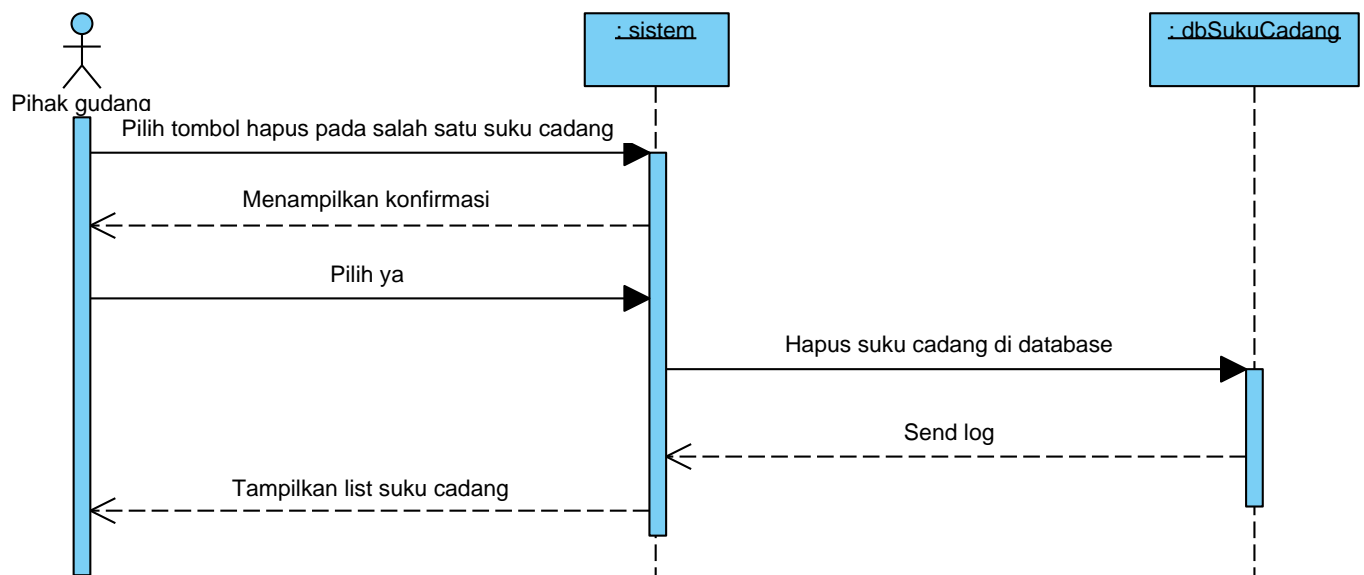 : sistem
: dbSukuCadang
Pihak gudang
Pilih tombol hapus pada salah satu suku cadang
Menampilkan konfirmasi
Pilih ya
Hapus suku cadang di database
Send log
Tampilkan list suku cadang